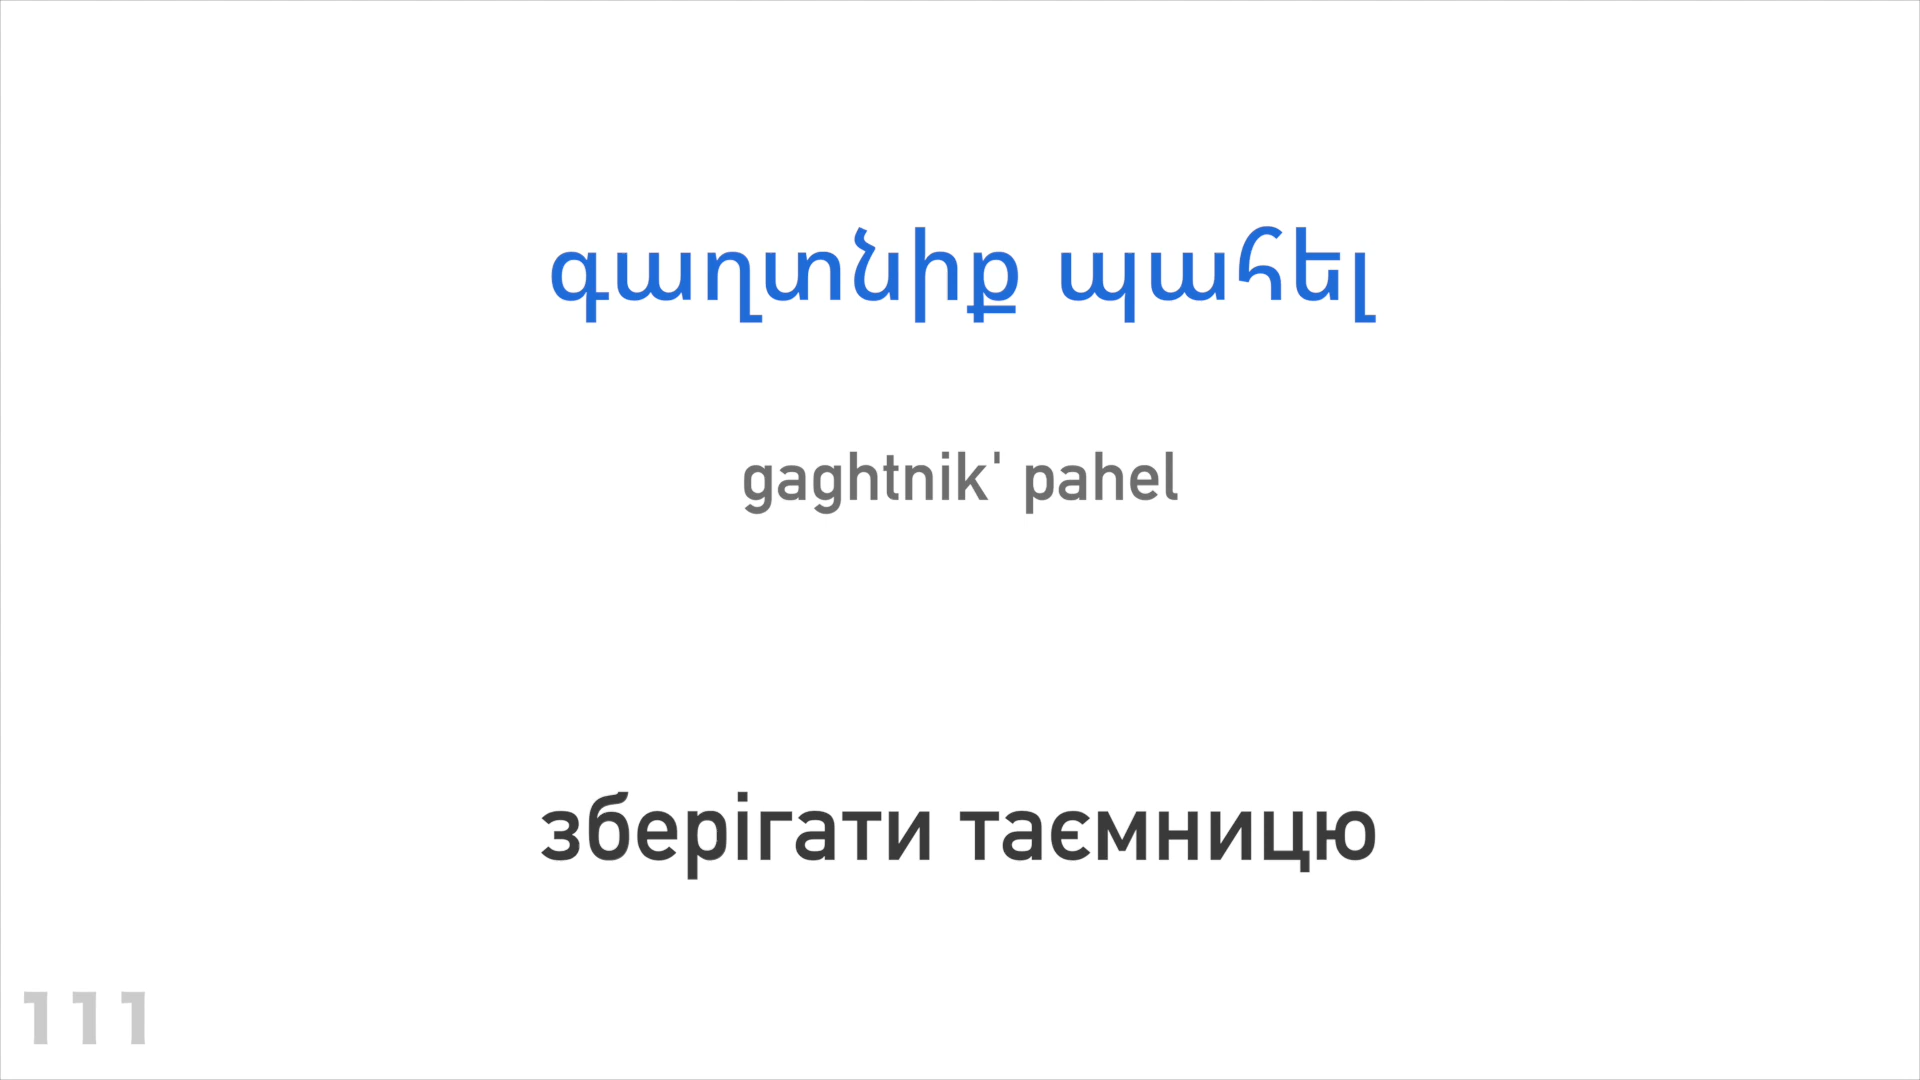 գաղտնիք պահել
gaghtnik' pahel
зберігати таємницю
111